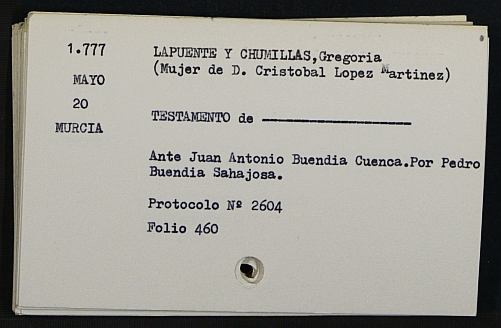 1.777
MAYO
20
MURCIA
LAPUENTE Y CHUMILLAS,Gregoria
(Mujer de D. Cristobal Lopez Martinez)
TESTAMENTO de ————————————
Ante Juan Antonio Buendia Cuenca.Por Pedro
Buendia Sahajosa.
Protocolo Nº 2604
Folio 460